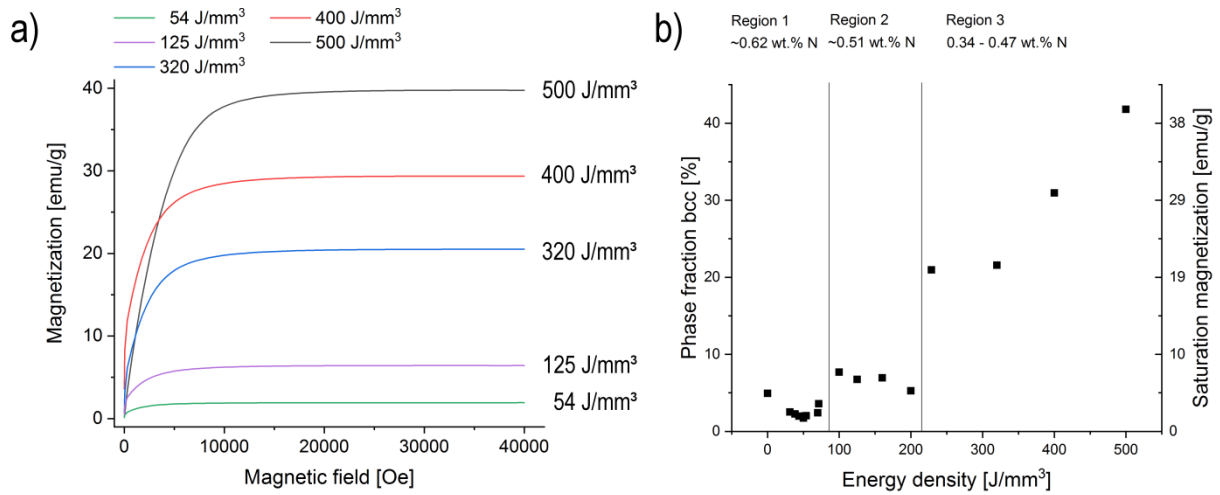 a)
54 J/mm³
400 J/mm³
125 J/mm³
500 J/mm³
320 J/mm³
Magnetization [emu/g]
40
30
20
10
0
500 J/mm³
400 J/mm³
320 J/mm³
125 J/mm³
54 J/mm³
0
10000
20000
30000
40000
Magnetic field [Oe]
b)
Region 1
~0.62 wt.% N
Region 2
~0.51 wt.% N
Region 3
0.34 - 0.47 wt.% N
Phase fraction bcc [%]
40
30
20
10
0
38
29
19
10
0
Saturation magnetization [emu/g]
0
100
200
300
400
500
Energy density [J/mm³]